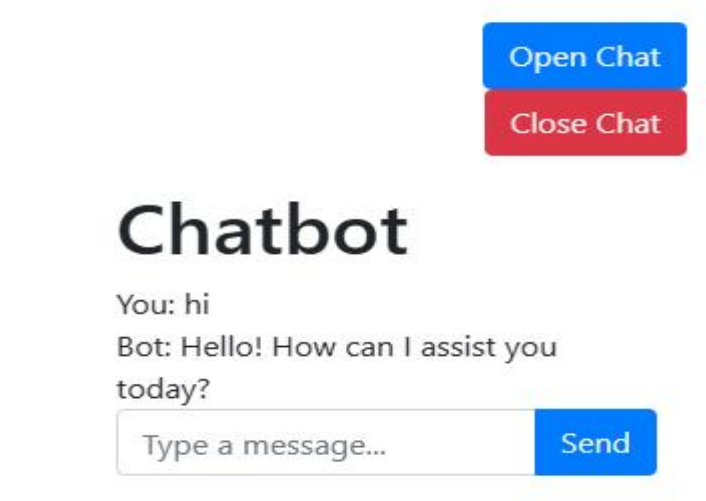 Open Chat
Close Chat
Chatbot
You: hi
Bot: Hello! How can I assist you
today?
Type a message...
Send